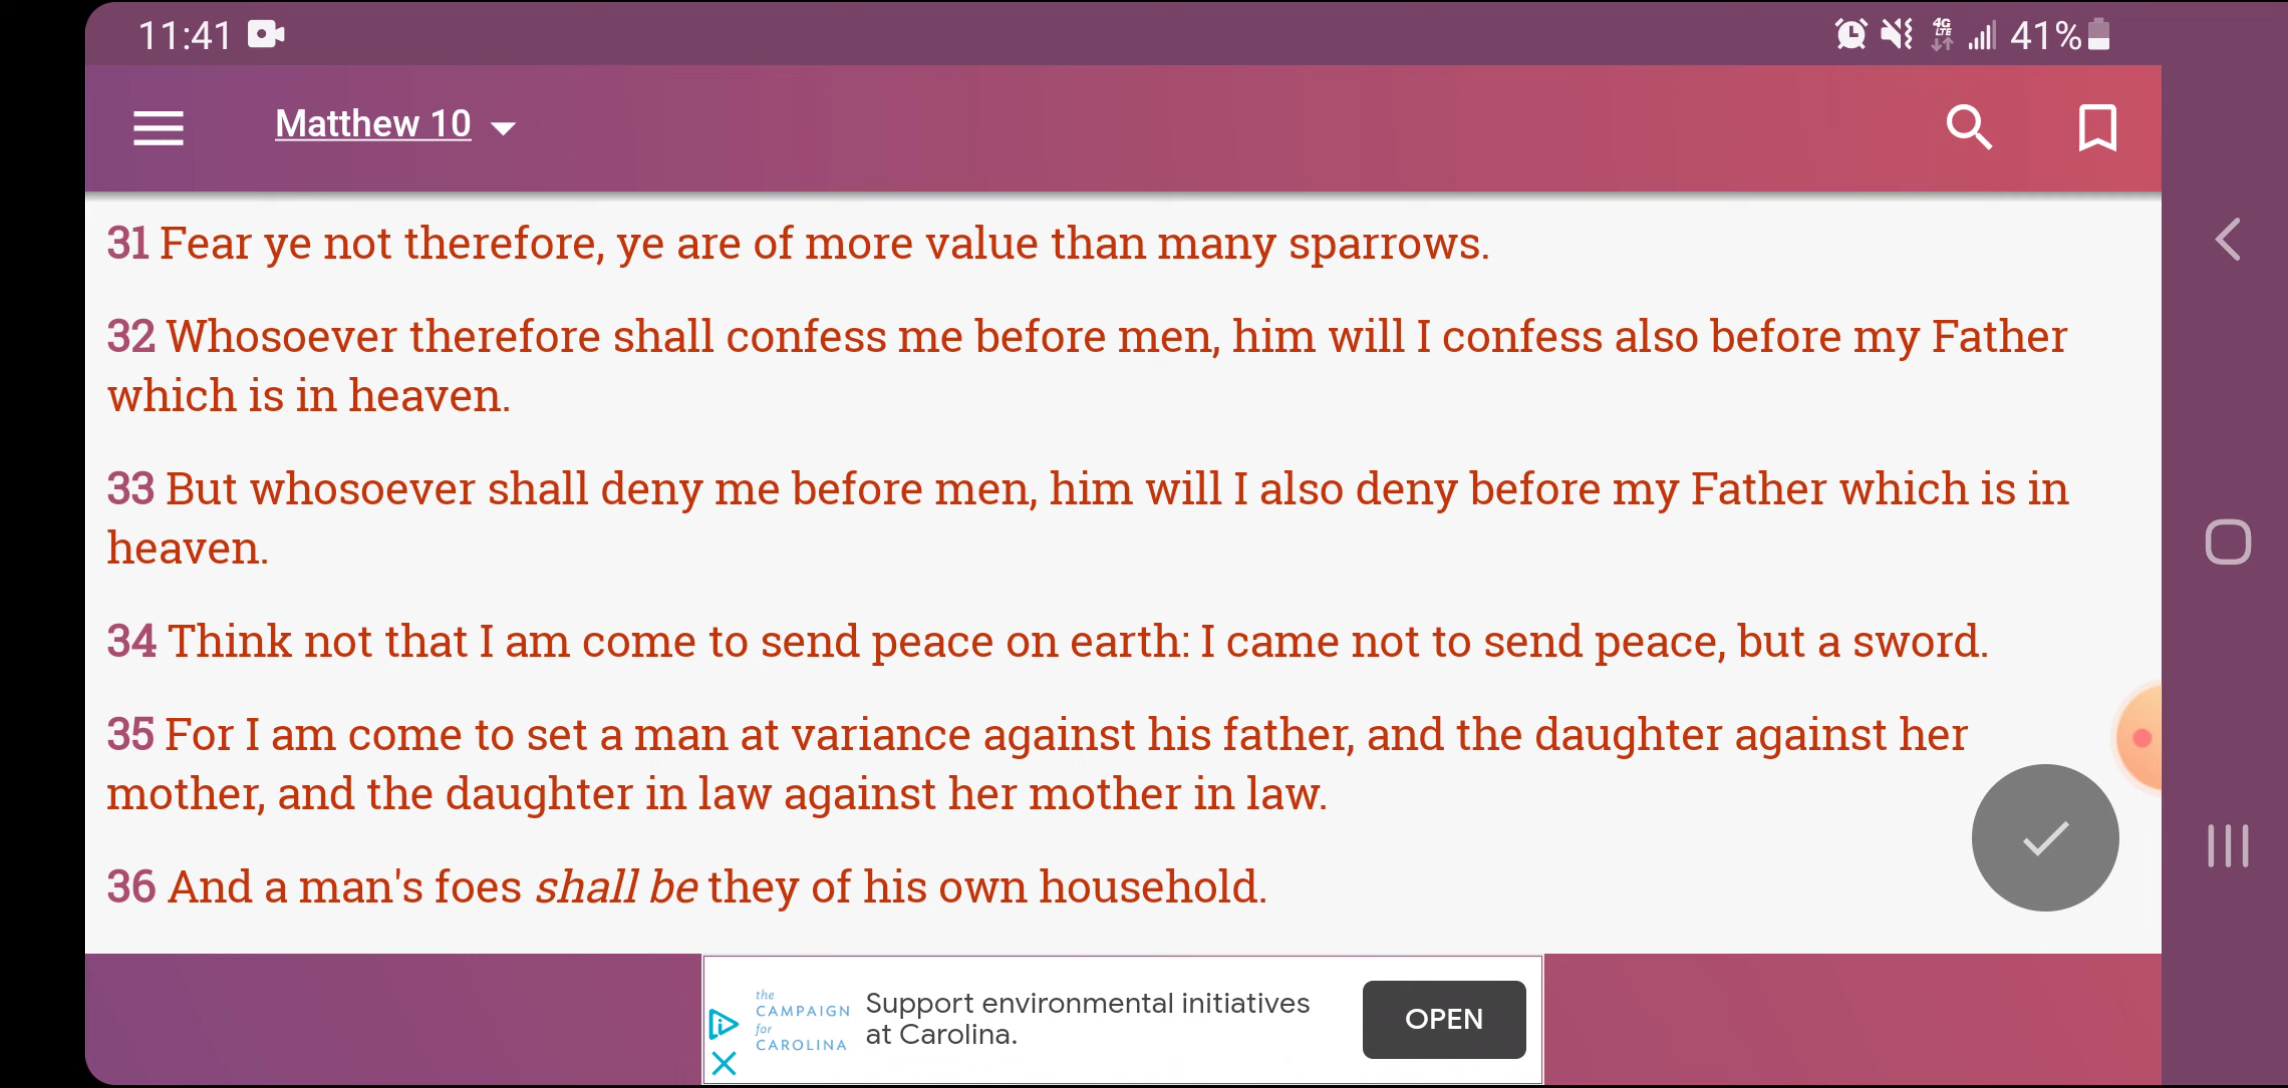 11:41
4G
LTE
41%
Matthew 10
31 Fear ye not therefore, ye are of more value than many sparrows.
32 Whosoever therefore shall confess me before men, him will I confess also before my Father
which is in heaven.
33 But whosoever shall deny me before men, him will I also deny before my Father which is in
heaven.
34 Think not that I am come to send peace on earth: I came not to send peace, but a sword.
35 For I am come to set a man at variance against his father, and the daughter against her
mother, and the daughter in law against her mother in law.
36 And a man's foes shall be they of his own household.
the
CAMPAIGN
for
CAROLINA
Support environmental initiatives
at Carolina.
OPEN